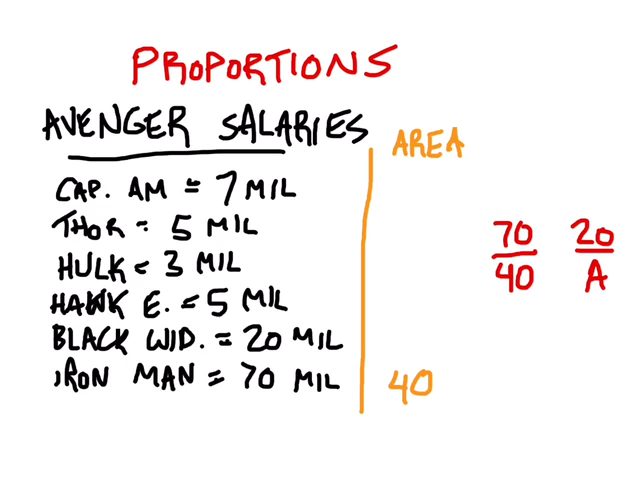 PROPORTIONS
AVENGER SALARIES
AREA
CAP. AM = 7 MIL
THOR = 5 MIL
HULK = 3 MIL
HAWK E. = 5 MIL
BLACK WID. = 20 MIL
IRON MAN = 70 MIL
40
70 20
40 A